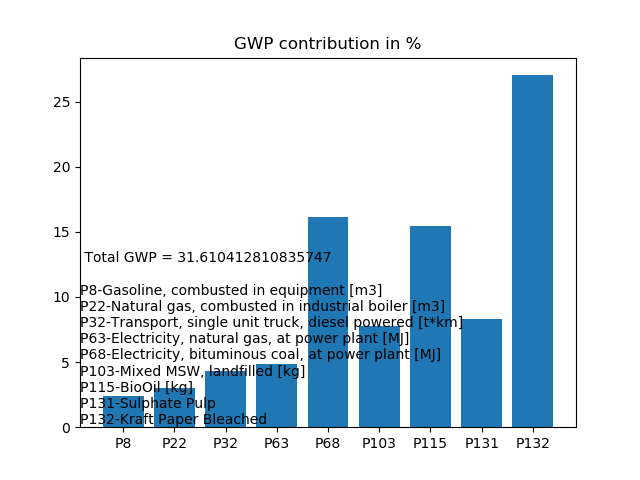 GWP contribution in %
25
20
15
10
5
0
Total GWP = 31.610412810835747
P8-Gasoline, combusted in equipment [m3]
P22-Natural gas, combusted in industrial boiler [m3]
P32-Transport, single unit truck, diesel powered [t*km]
P63-Electricity, natural gas, at power plant [MJ]
P68-Electricity, bituminous coal, at power plant [MJ]
P103-Mixed MSW, landfilled [kg]
P115-BioOil [kg]
P131-Sulphate Pulp
P132-Kraft Paper Bleached
P8 P22 P32 P63 P68 P103 P115 P131 P132